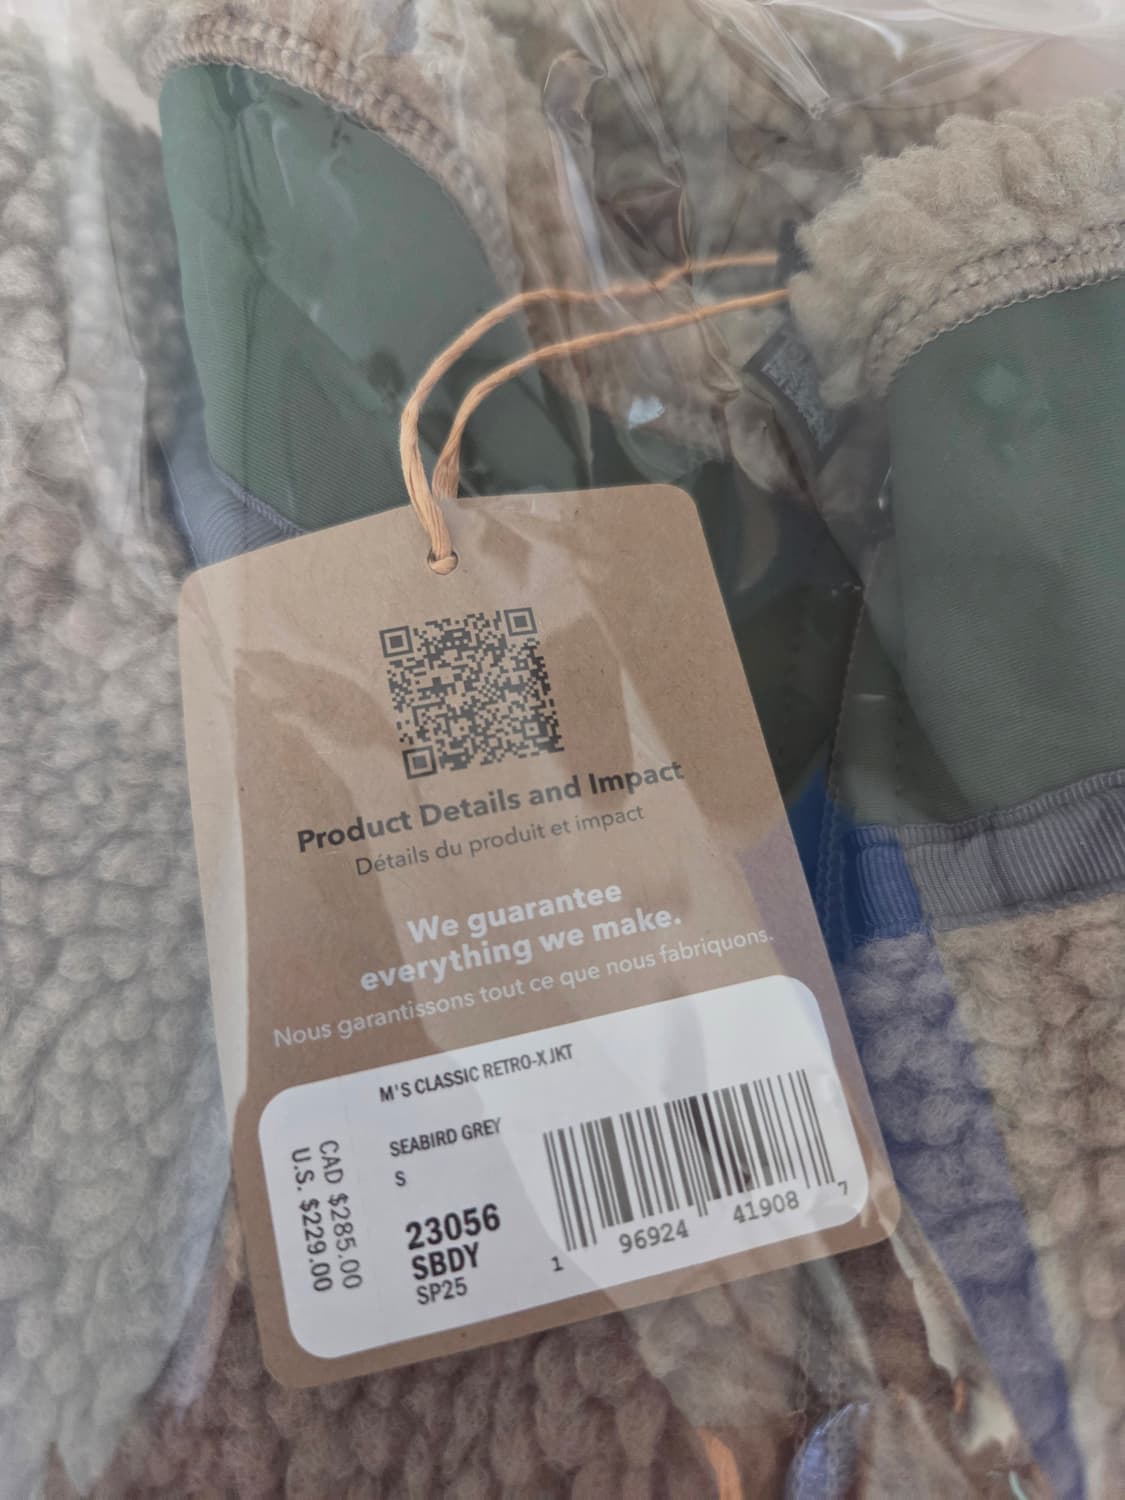 Product Details and Impact
Détails du produit et impact
We guarantee
everything we make.
Nous garantissons tout ce que nous fabriquons.
M'S CLASSIC RETRO-X JKT
SEABIRD GREY
S
23056
SBDY
SP25
CAD $285.00
U.S. $229.00
1 96924 41908 7